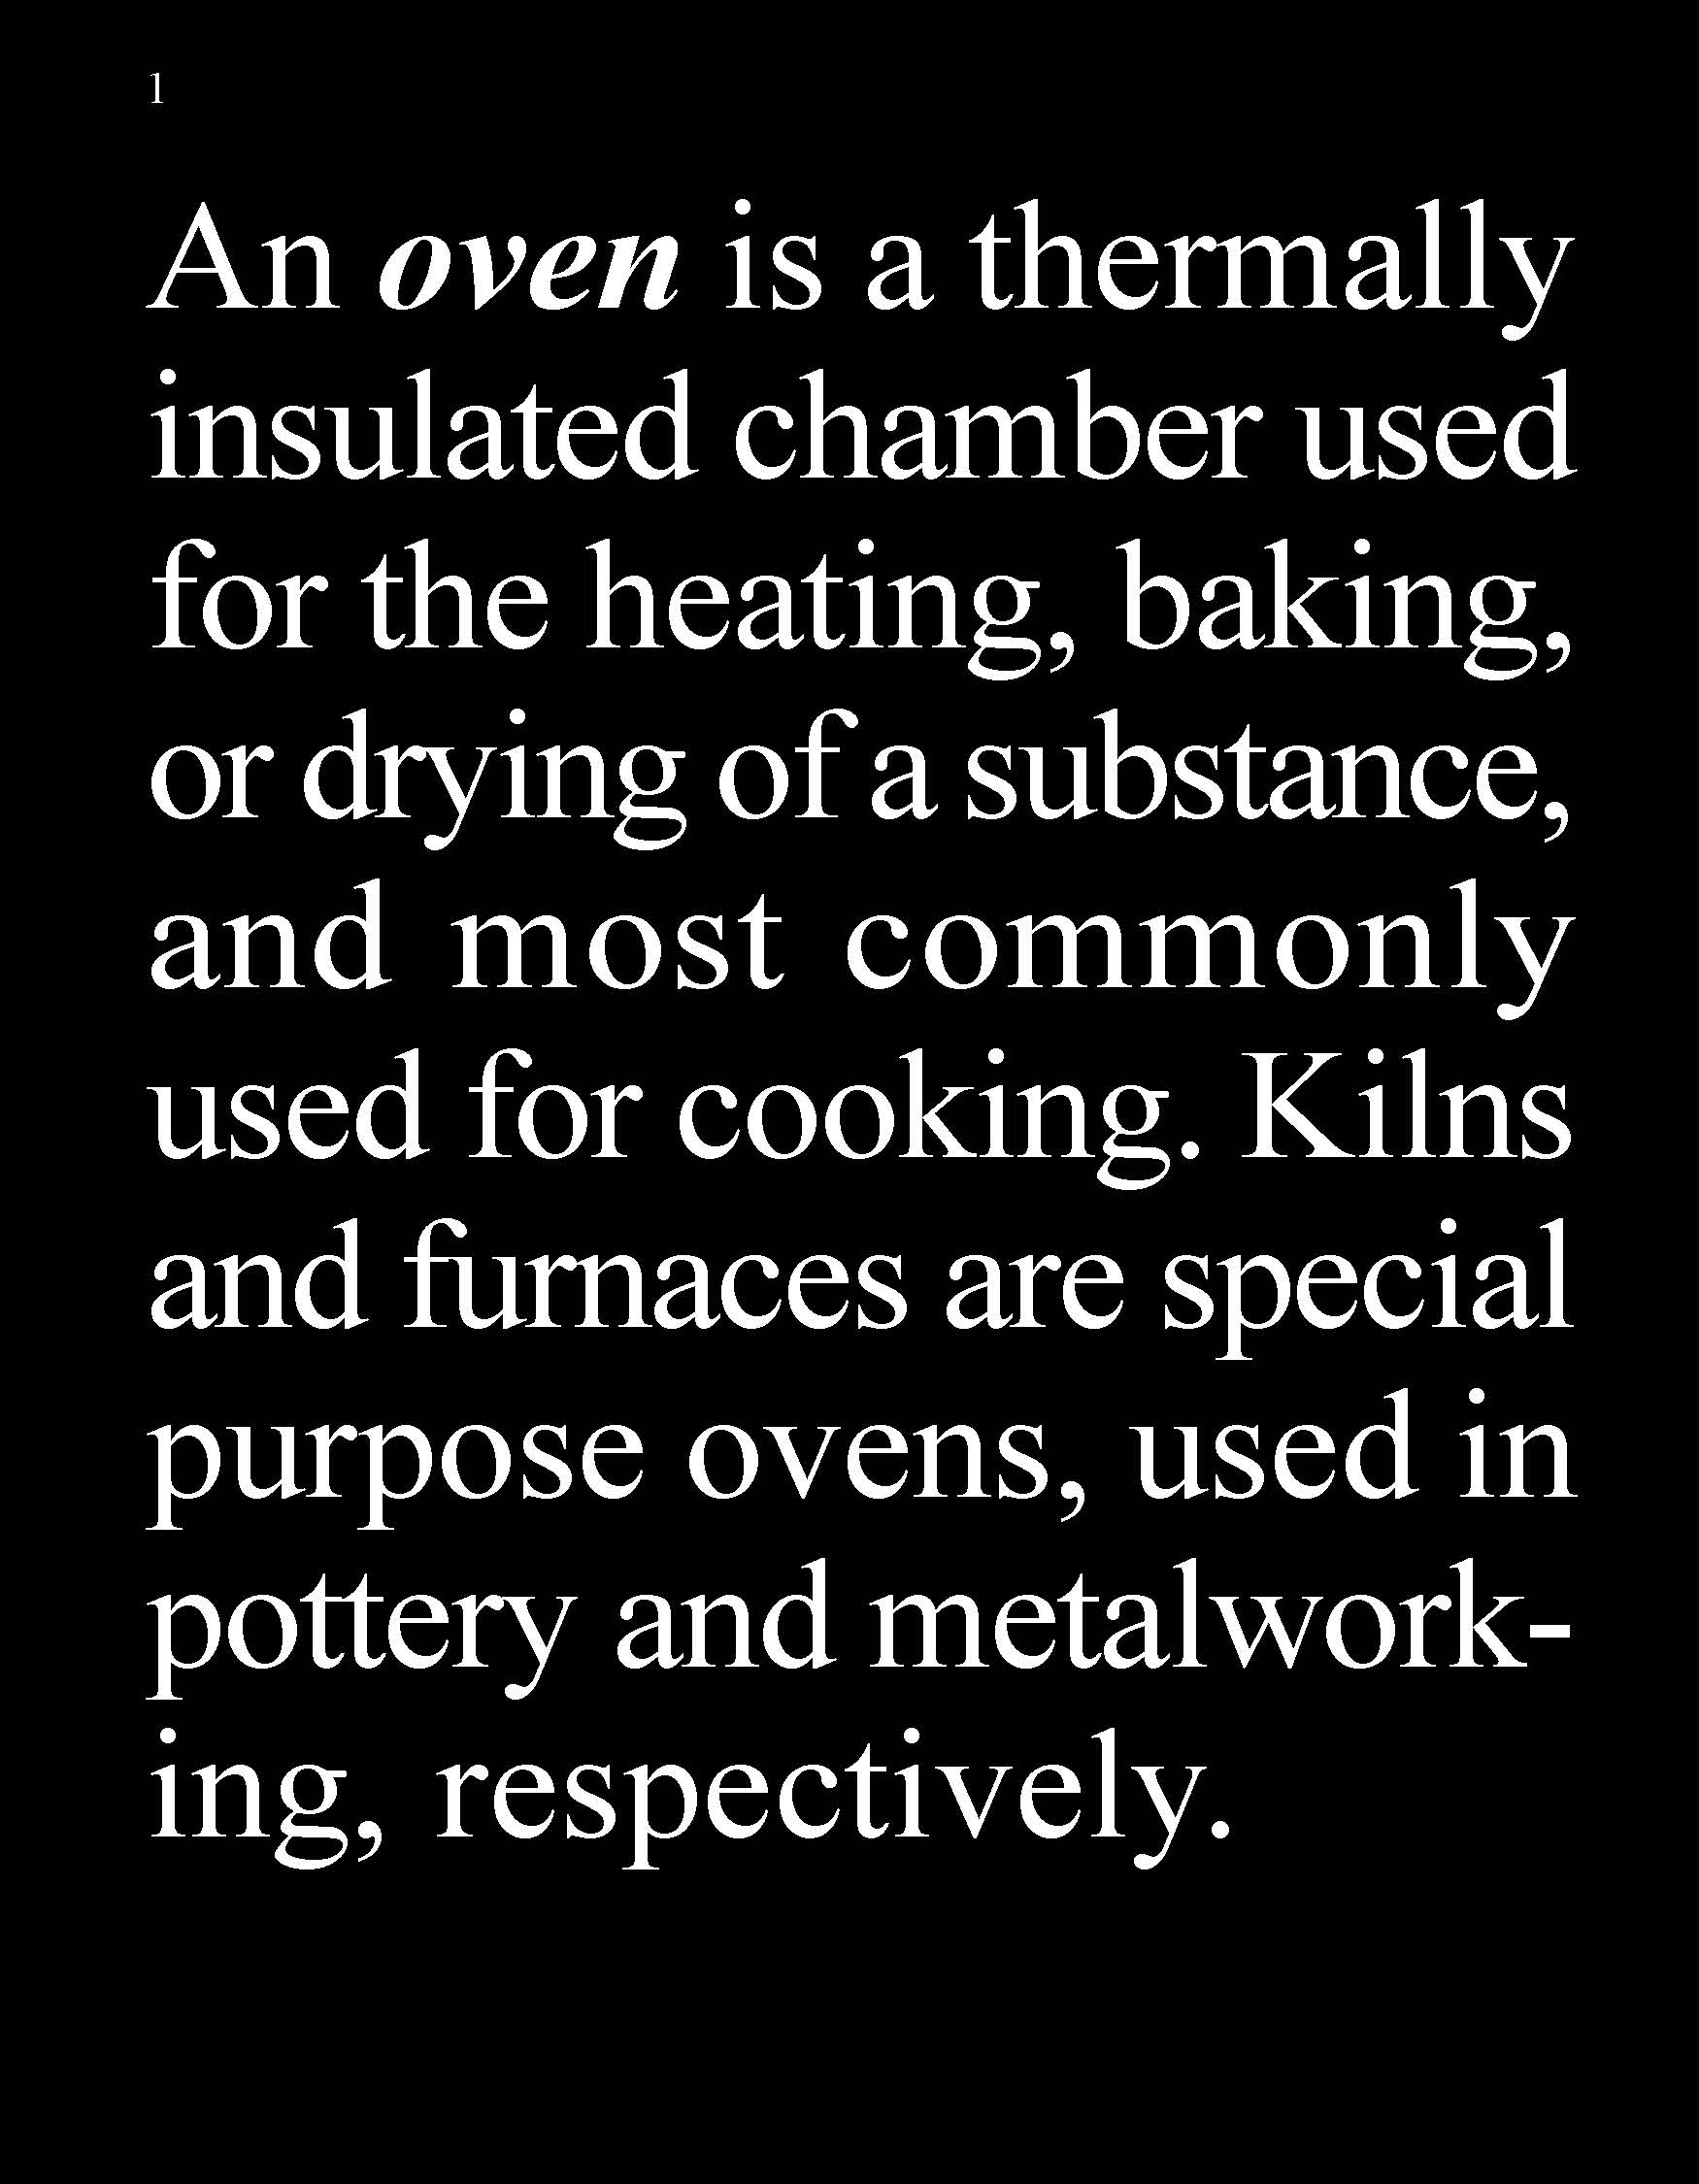 1
An oven is a thermally
insulated chamber used
for the heating, baking,
or drying of a substance,
and most commonly
used for cooking. Kilns
and furnaces are special
purpose ovens, used in
pottery and metalwork-
ing, respectively.